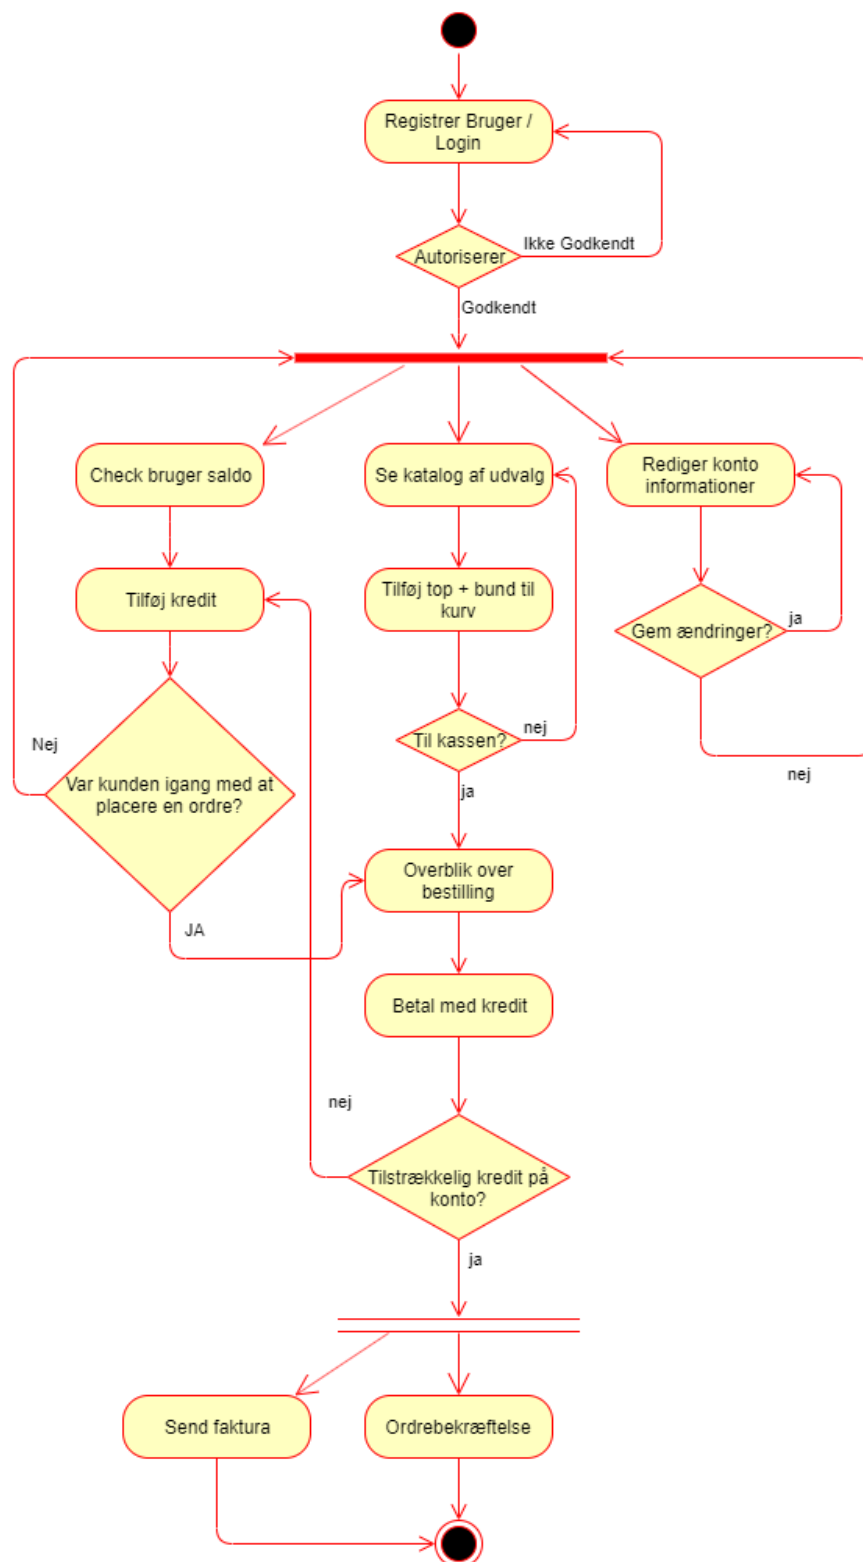 Registrer Bruger /
Login
Autoriserer
Ikke Godkendt
Godkendt
Check bruger saldo
Se katalog af udvalg
Rediger konto
informationer
Tilføj kredit
Tilføj top + bund til
kurv
Gem ændringer?
ja
Nej
Til kassen?
nej
nej
Var kunden igang med at
placere en ordre?
ja
Overblik over
bestilling
JA
Betal med kredit
nej
Tilstrækkelig kredit på
konto?
ja
Send faktura
Ordrebekræftelse